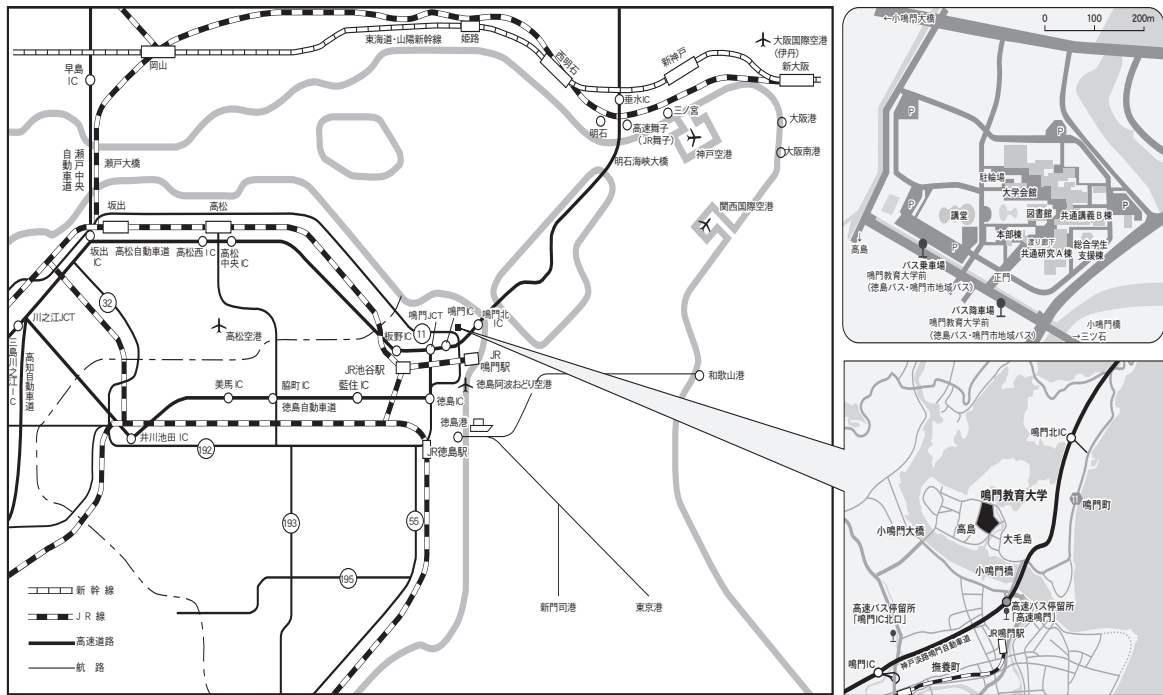 東海道・山陽新幹線
姫路
西明石
新神戸
大阪国際空港
（伊丹）
新大阪
岡山
早島
IC
垂水IC
三ノ宮
明石
高速舞子
（JR舞子）
神戸空港
大阪港
大阪南港
明石海峡大橋
瀬戸中央
自動車道
瀬戸大橋
関西国際空港
坂出
高松
坂出
IC
高松自動車道
高松西IC
高松
中央IC
32
川之江JCT
高松空港
11
鳴門JCT
鳴門IC
鳴門北
IC
板野IC
JR
鳴門駅
JR池谷駅
徳島阿波おどり空港
和歌山港
三島川之江IC
高知自動車道
美馬IC
脇町IC
藍住IC
徳島IC
徳島自動車道
徳島港
井川池田IC
192
JR徳島駅
193
55
195
新門司港
東京港
新幹線
JR線
高速道路
航路
←小鳴門大橋
0 100 200m
P
P
P
P
P
駐輪場
大学会館
講堂
図書館
共通講義B棟
本部棟
渡り廊下
共通研究A棟
総合学生
支援棟
←高島
バス乗車場
鳴門教育大学前
（徳島バス・鳴門市地域バス）
正門
バス降車場
鳴門教育大学前
（徳島バス・鳴門市地域バス）
小鳴門橋
→三ツ石
鳴門北IC
鳴門教育大学
11
鳴門町
高島
小鳴門大橋
大毛島
小鳴門橋
高速バス停留所
「鳴門IC北口」
高速バス停留所
「高速鳴門」
JR鳴門駅
神戸淡路鳴門自動車道
鳴門IC
撫養町